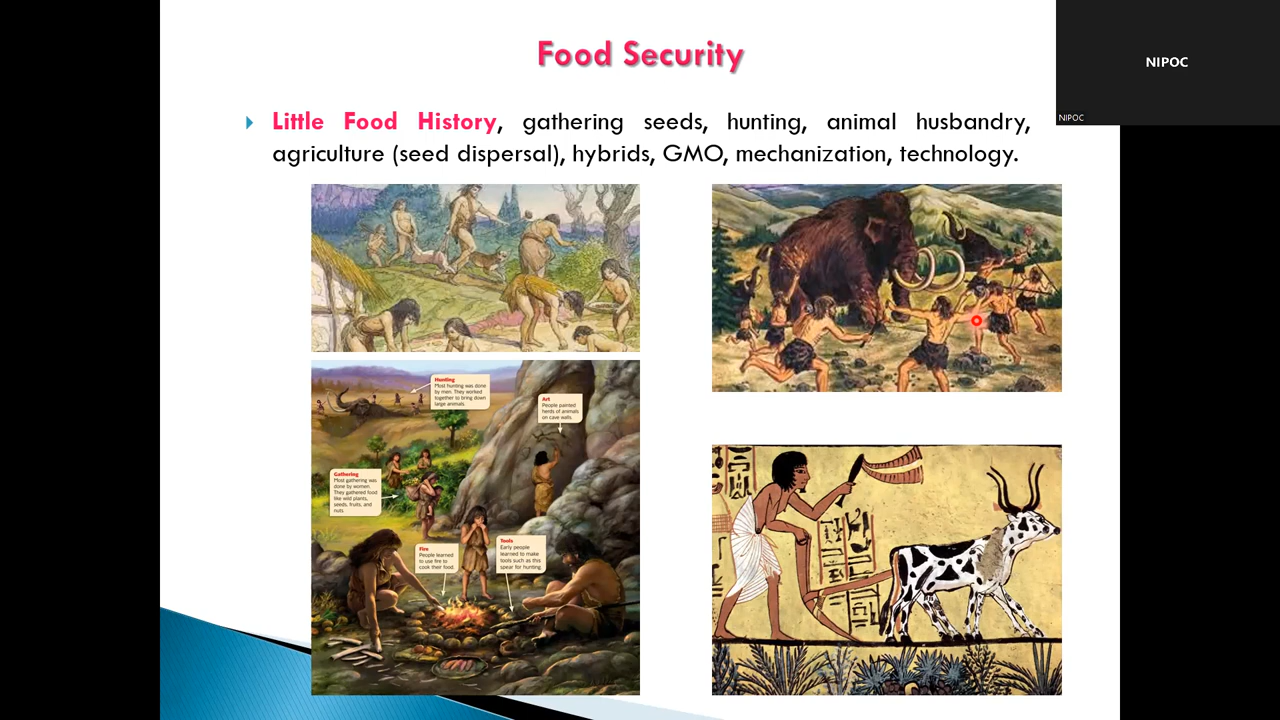 Food Security
NIPOC
NIPOC
Little Food History, gathering seeds, hunting, animal husbandry,
agriculture (seed dispersal), hybrids, GMO, mechanization, technology.
Hunting
Most hunting was done
by men. They worked
together to bring down
large animals.
Art
People painted
herds of animals
on cave walls.
Gathering
Most gathering was
done by women.
They gathered food
like wild plants,
seeds, fruits, and
nuts.
Fire
People learned
to use fire to
cook their food.
Tools
Early people
learned to make
tools such as this
spear for hunting